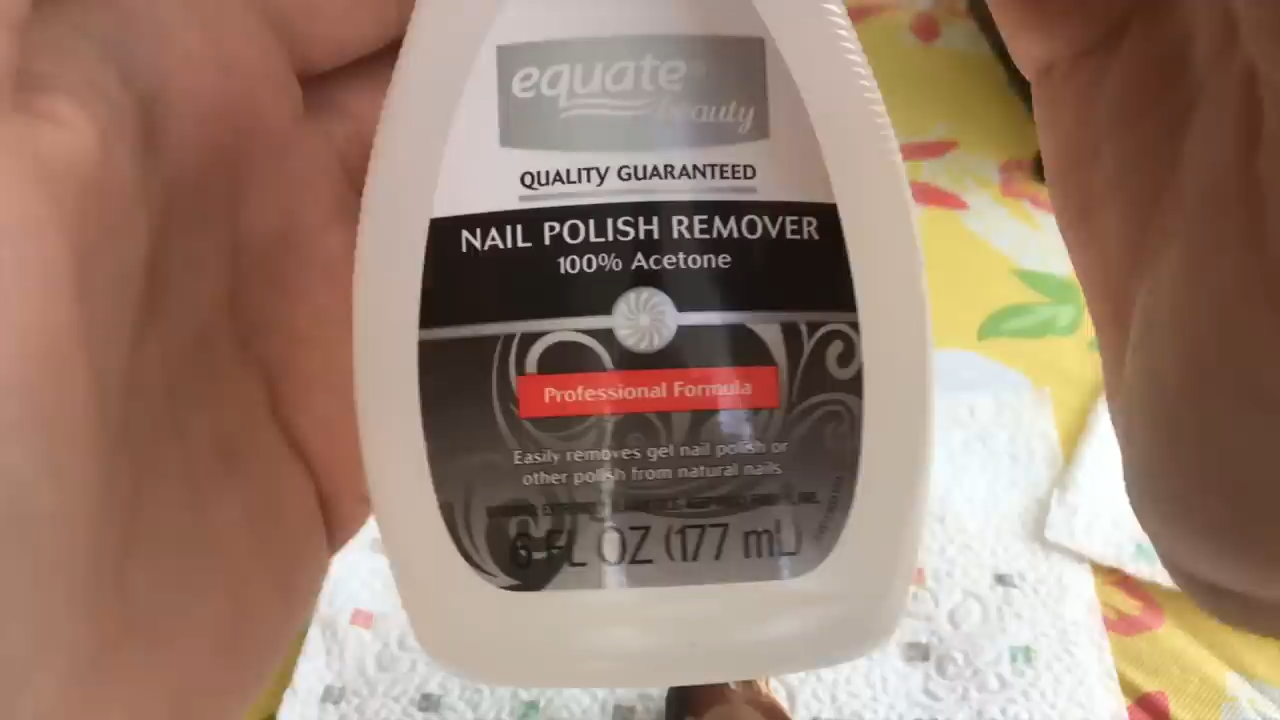 equate
beauty
QUALITY GUARANTEED
NAIL POLISH REMOVER
100% Acetone
Professional Formula
Easily removes gel nail polish or
other polish from natural nails
6 FL OZ (177 mL)